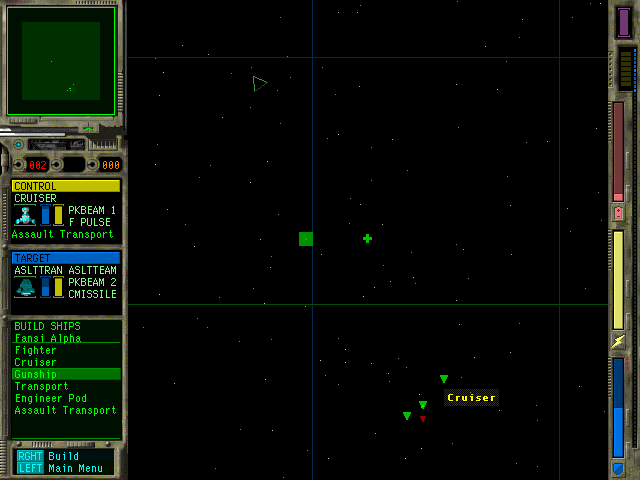 002
000
CONTROL
CRUISER
PKBEAM 1
F PULSE
Assault Transport
TARGET
ASLTTRAN ASLTTEAM
PKBEAM 2
CMISSILE
BUILD SHIPS
Fansi Alpha
Fighter
Cruiser
Gunship
Transport
Engineer Pod
Assault Transport
RGHT Build
LEFT Main Menu
Cruiser